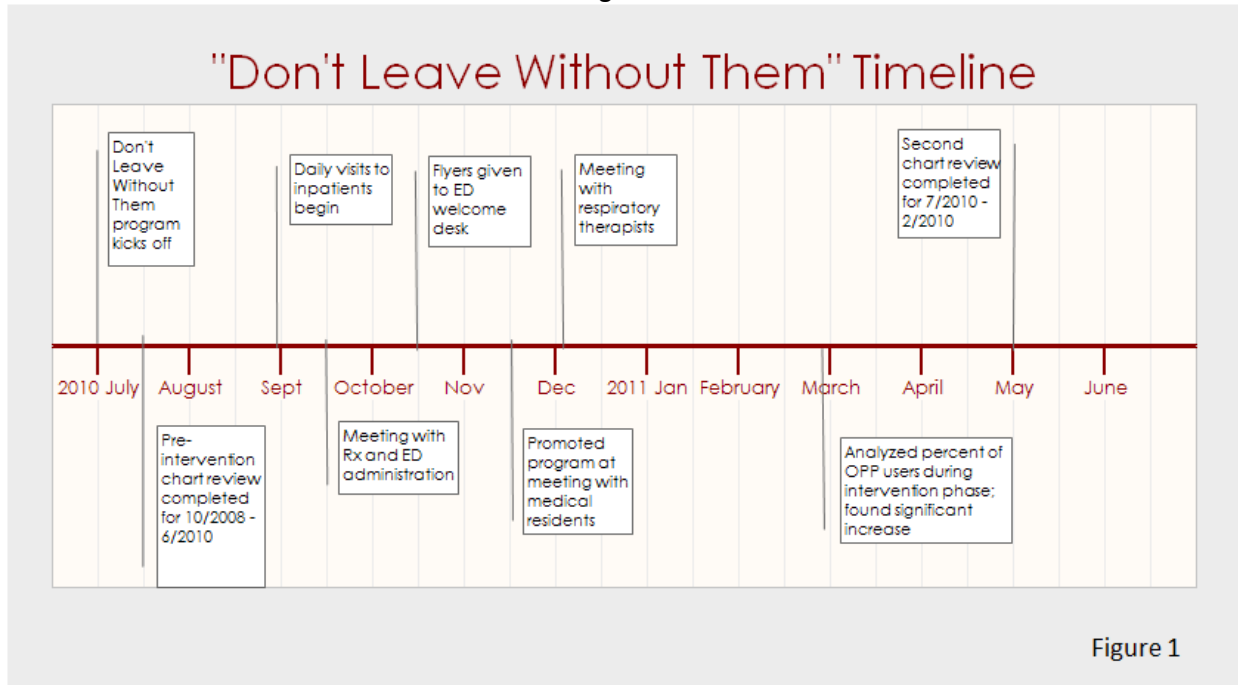 "Don't Leave Without Them" Timeline
Don't
Leave
Without
Them
program
kicks off
Daily visits to
inpatients
begin
Flyers given
to ED
welcome
desk
Meeting
with
respiratory
therapists
Second
chart review
completed
for 7/2010 -
2/2010
2010 July August Sept October Nov Dec 2011 Jan February March April May June
Pre-
intervention
chart review
completed
for 10/2008 -
6/2010
Meeting with
Rx and ED
administration
Promoted
program at
meeting with
medical
residents
Analyzed percent of
OPP users during
intervention phase;
found significant
increase
Figure 1